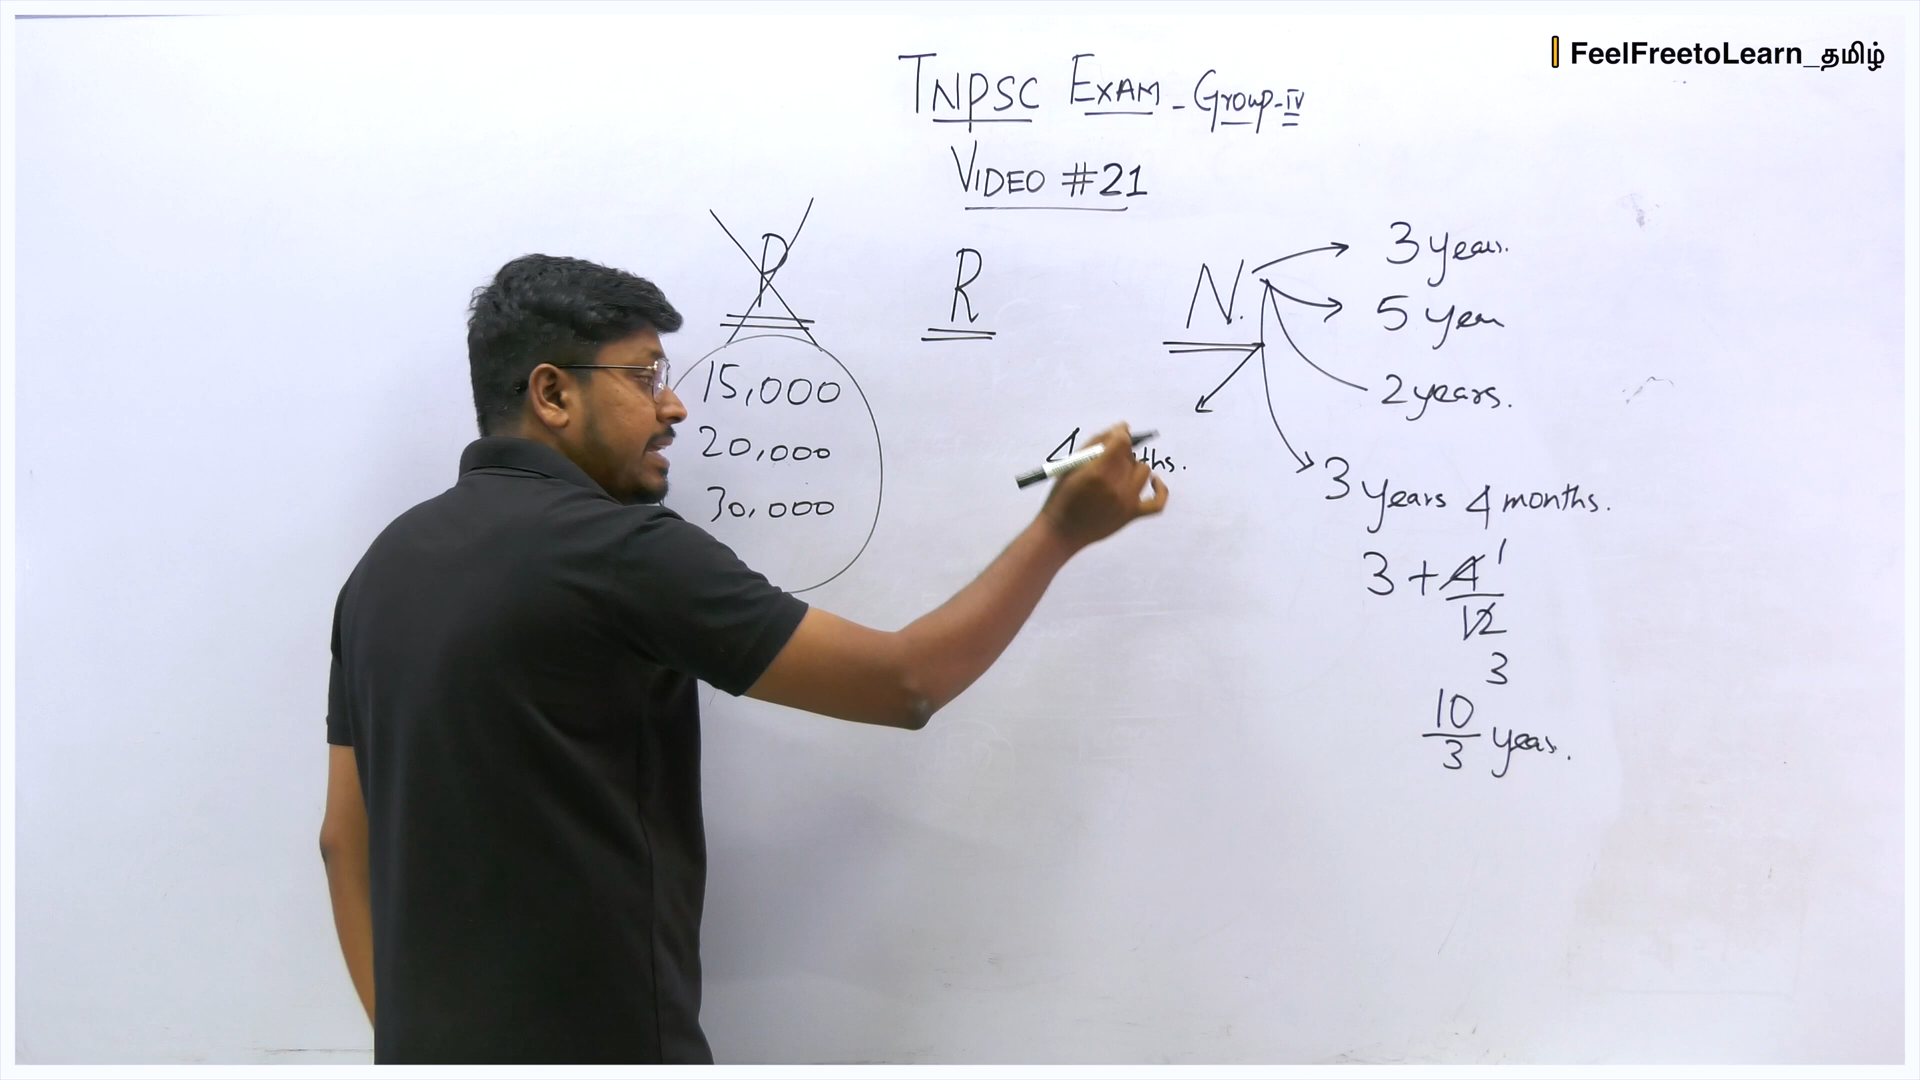 FeelFreetoLearn_தமிழ்
TNPSC EXAM - Group-IV
VIDEO #21
P
15,000
20,000
30,000
R
N.
3 years.
5 year
2 years.
3 years 4 months.
4
3 + 4/12
1
3
10/3 years.